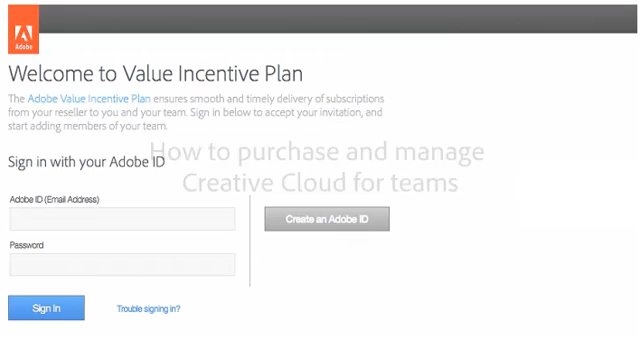 Adobe
Welcome to Value Incentive Plan
The Adobe Value Incentive Plan ensures smooth and timely delivery of subscriptions
from your reseller to you and your team. Sign in below to accept your invitation, and
start adding members of your team.
How to purchase and manage
Creative Cloud for teams
Sign in with your Adobe ID
Adobe ID (Email Address)
Create an Adobe ID
Password
Sign In
Trouble signing in?